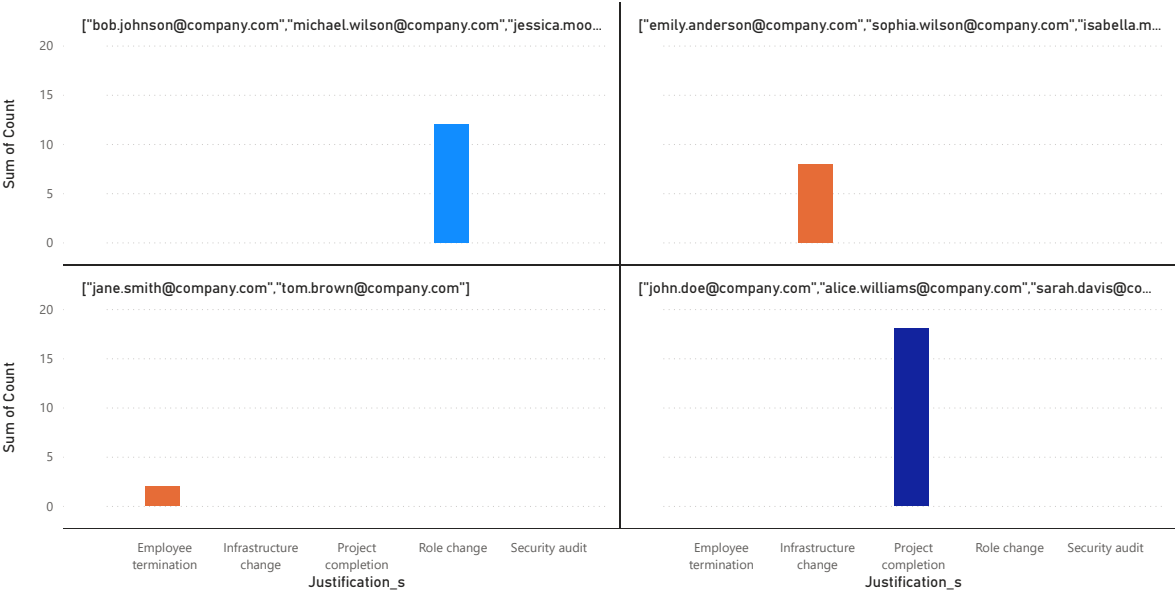 ["bob.johnson@company.com","michael.wilson@company.com","jessica.moo...
["emily.anderson@company.com","sophia.wilson@company.com","isabella.m...
Sum of Count
20
15
10
5
0
["jane.smith@company.com","tom.brown@company.com"]
["john.doe@company.com","alice.williams@company.com","sarah.davis@co...
Sum of Count
20
15
10
5
0
Employee
termination
Infrastructure
change
Project
completion
Role change
Security audit
Justification_s
Employee
termination
Infrastructure
change
Project
completion
Role change
Security audit
Justification_s